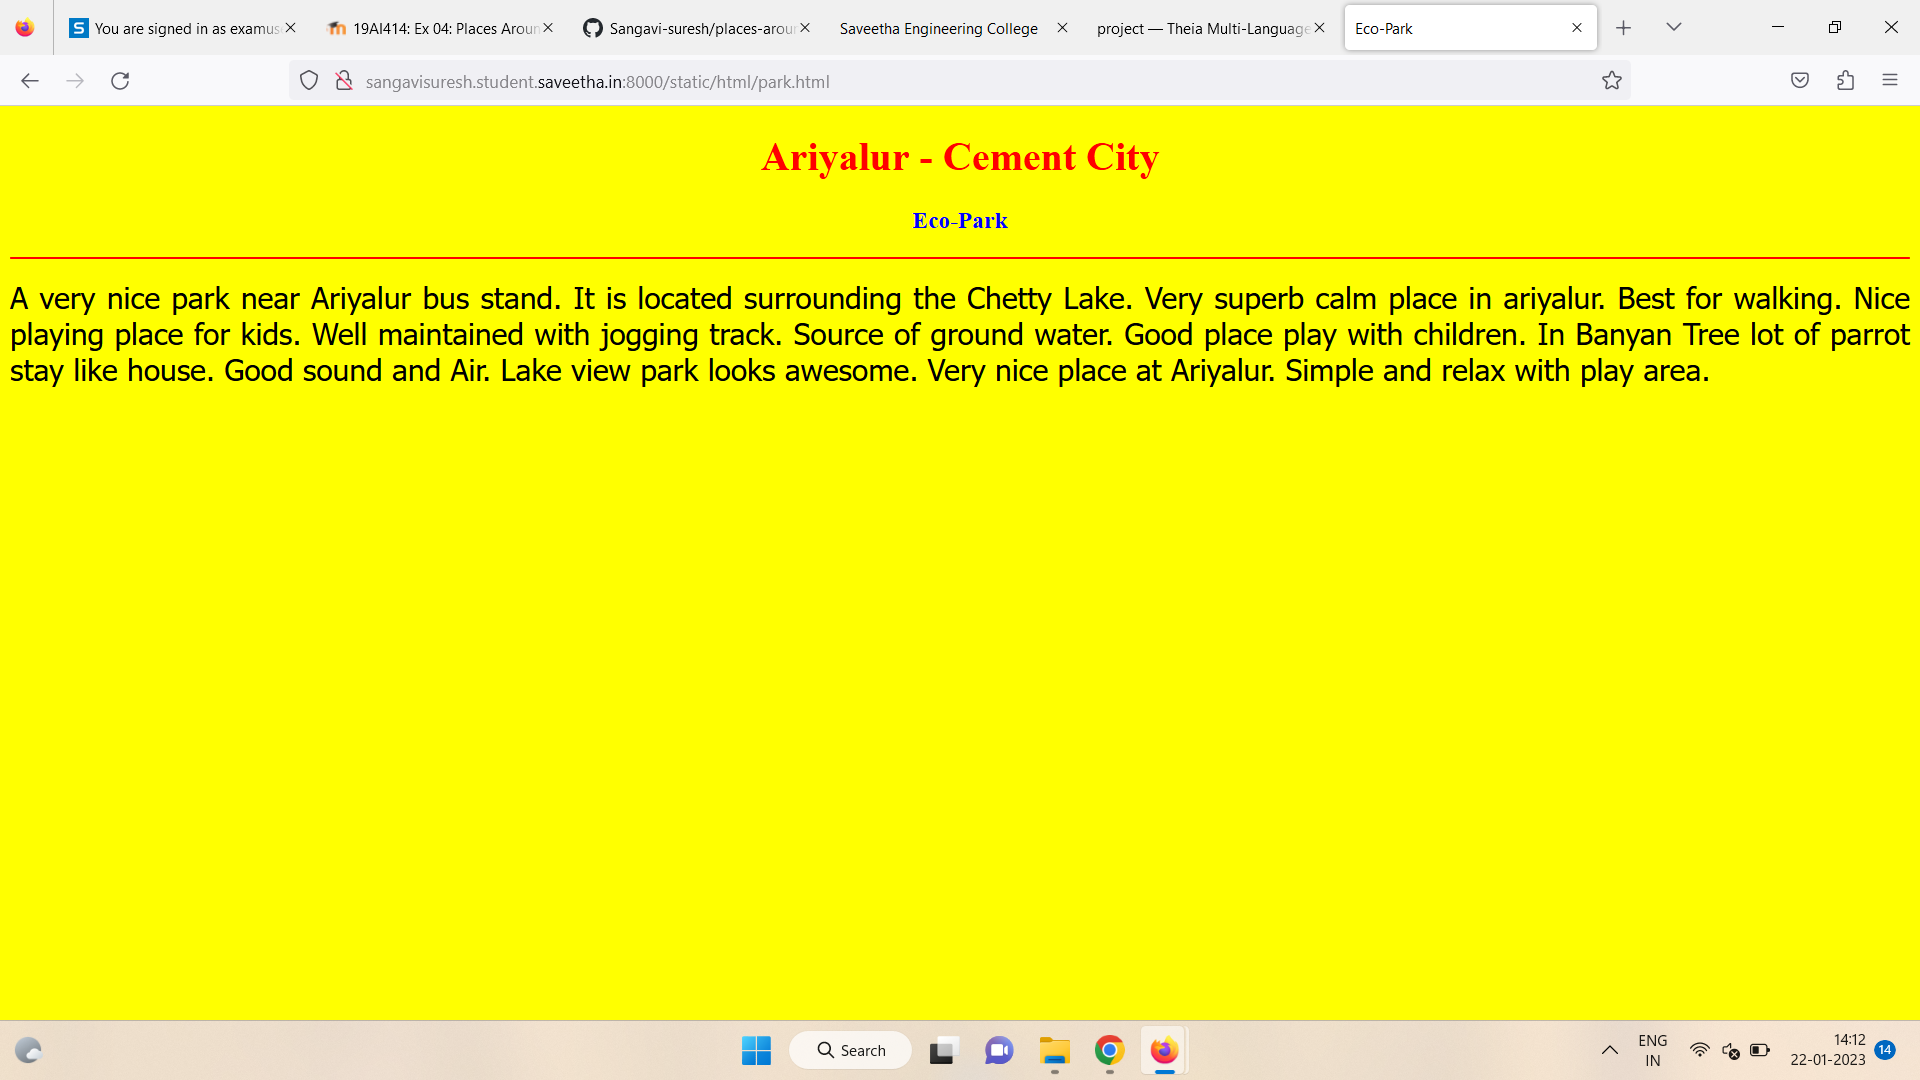 You are signed in as examus
19AI414: Ex 04: Places Aroun
Sangavi-suresh/places-arour
Saveetha Engineering College
project — Theia Multi-Language
Eco-Park
sangavisuresh.student.saveetha.in:8000/static/html/park.html
Ariyalur - Cement City
Eco-Park
A very nice park near Ariyalur bus stand. It is located surrounding the Chetty Lake. Very superb calm place in ariyalur. Best for walking. Nice
playing place for kids. Well maintained with jogging track. Source of ground water. Good place play with children. In Banyan Tree lot of parrot
stay like house. Good sound and Air. Lake view park looks awesome. Very nice place at Ariyalur. Simple and relax with play area.
Search
ENG
IN
14:12
22-01-2023
14